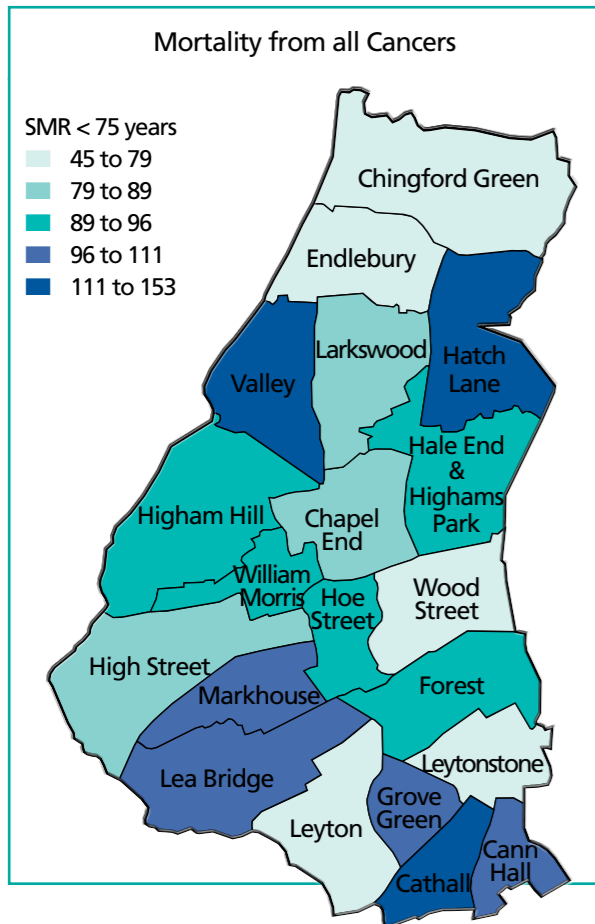 Mortality from all Cancers
SMR < 75 years
45 to 79
79 to 89
89 to 96
96 to 111
111 to 153
Chingford Green
Endlebury
Larkswood
Hatch
Lane
Valley
Hale End
&
Highams
Park
Higham Hill
Chapel
End
William
Morris
Hoe
Street
Wood
Street
High Street
Markhouse
Forest
Lea Bridge
Leytonstone
Grove
Green
Leyton
Cann
Hall
Cathall